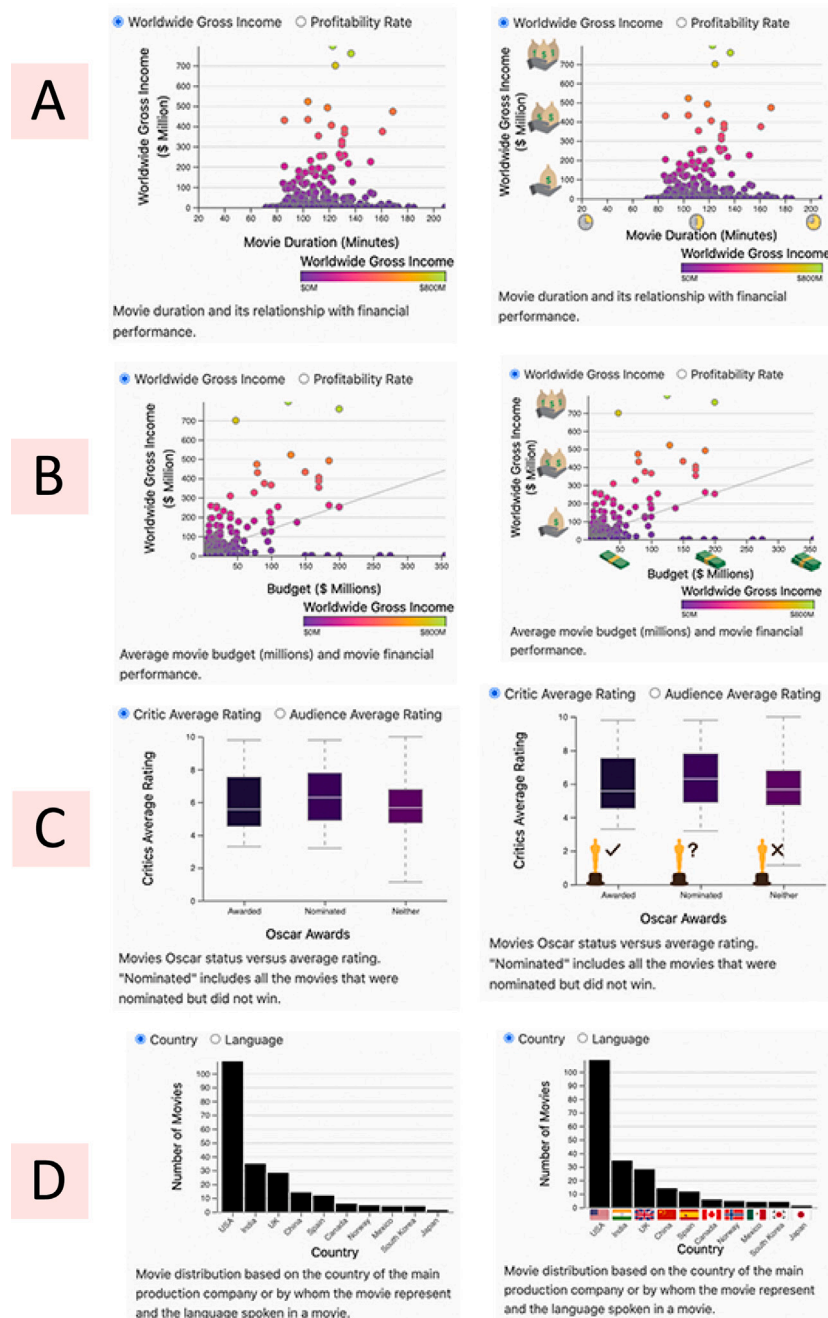 A
Worldwide Gross Income Profitability Rate
Worldwide Gross Income
($ Million)
700
600
500
400
300
200
100
0
20 40 60 80 100 120 140 160 180 200
Movie Duration (Minutes)
Worldwide Gross Income
$0M $800M
Movie duration and its relationship with financial
performance.
Worldwide Gross Income Profitability Rate
Worldwide Gross Income
($ Million)
700
600
500
400
300
200
100
0
20 40 60 80 100 120 140 160 180 200
Movie Duration (Minutes)
Worldwide Gross Income
$0M $800M
Movie duration and its relationship with financial
performance.
B
Worldwide Gross Income Profitability Rate
Worldwide Gross Income
($ Million)
700
600
500
400
300
200
100
0
50 100 150 200 250 300 350
Budget ($ Millions)
Worldwide Gross Income
$0M $800M
Average movie budget (millions) and movie financial
performance.
Worldwide Gross Income Profitability Rate
Worldwide Gross Income
($ Million)
700
600
500
400
300
200
100
0
50 100 150 200 250 300 350
Budget ($ Millions)
Worldwide Gross Income
$0M $800M
Average movie budget (millions) and movie financial
performance.
C
Critic Average Rating Audience Average Rating
Critics Average Rating
10
8
6
4
2
0
Awarded Nominated Neither
Oscar Awards
Movies Oscar status versus average rating.
"Nominated" includes all the movies that were
nominated but did not win.
Critic Average Rating Audience Average Rating
Critics Average Rating
10
8
6
4
2
0
?
Awarded Nominated Neither
Oscar Awards
Movies Oscar status versus average rating.
"Nominated" includes all the movies that were
nominated but did not win.
D
Country Language
Number of Movies
100
90
80
70
60
50
40
30
20
10
0
USA India UK China Spain Canada Norway Mexico South Korea Japan
Country
Movie distribution based on the country of the main
production company or by whom the movie represent
and the language spoken in a movie.
Country Language
Number of Movies
100
90
80
70
60
50
40
30
20
10
0
USA India UK China Spain Canada Norway Mexico South Korea Japan
Country
Movie distribution based on the country of the main
production company or by whom the movie represent
and the language spoken in a movie.